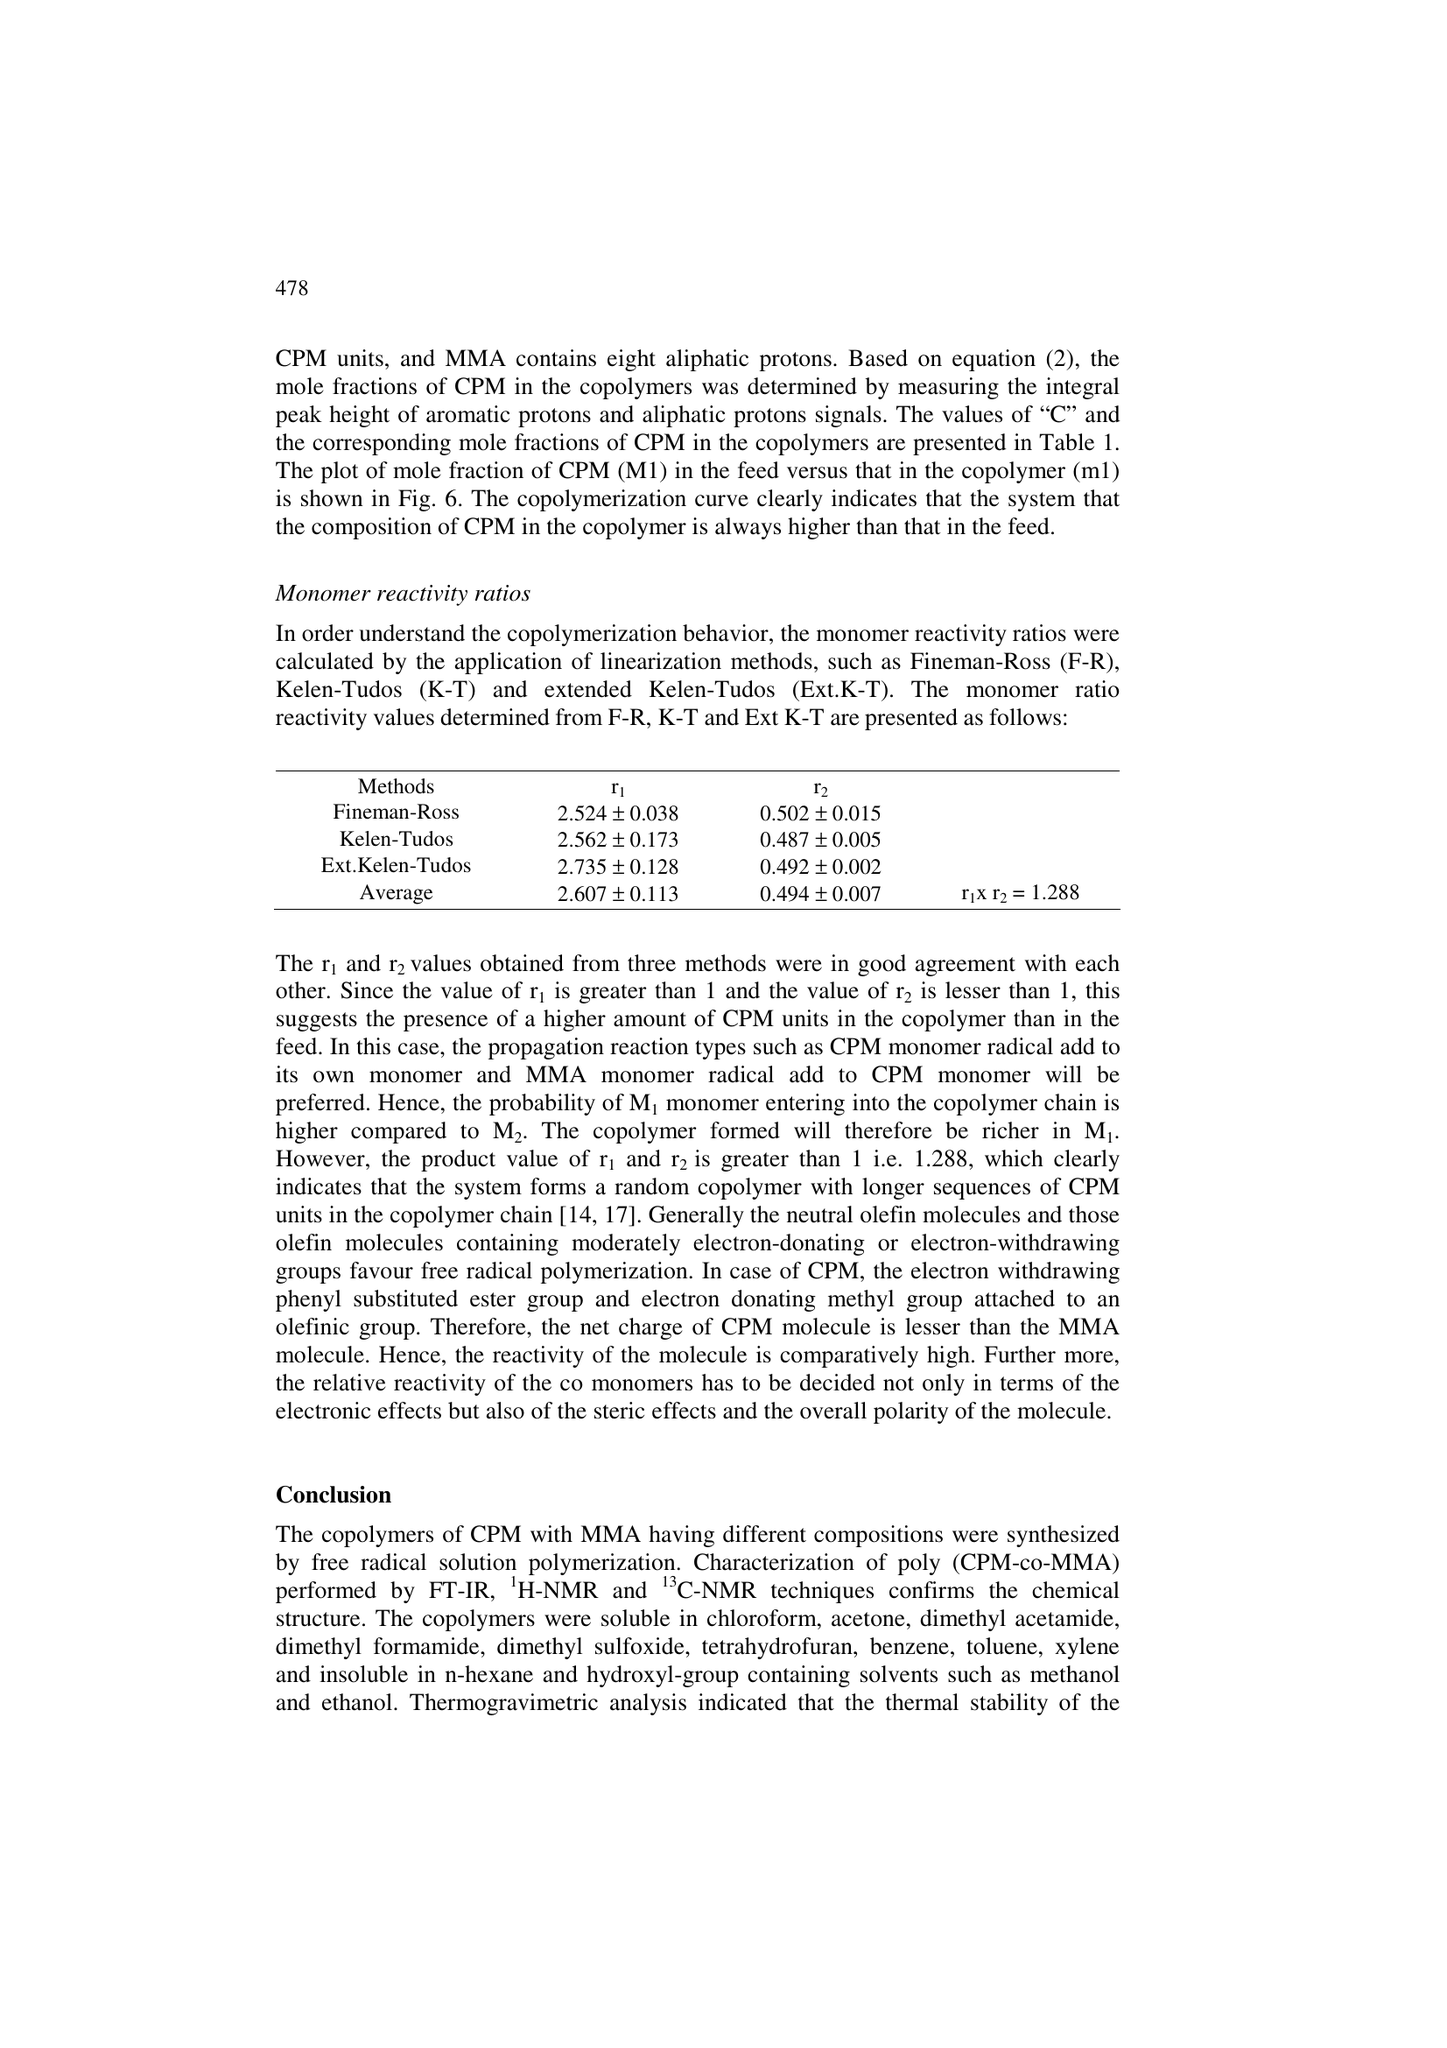 478
CPM units, and MMA contains eight aliphatic protons. Based on equation (2), the
mole fractions of CPM in the copolymers was determined by measuring the integral
peak height of aromatic protons and aliphatic protons signals. The values of “C” and
the corresponding mole fractions of CPM in the copolymers are presented in Table 1.
The plot of mole fraction of CPM (M1) in the feed versus that in the copolymer (m1)
is shown in Fig. 6. The copolymerization curve clearly indicates that the system that
the composition of CPM in the copolymer is always higher than that in the feed.
Monomer reactivity ratios
In order understand the copolymerization behavior, the monomer reactivity ratios were
calculated by the application of linearization methods, such as Fineman-Ross (F-R),
Kelen-Tudos (K-T) and extended Kelen-Tudos (Ext.K-T). The monomer ratio
reactivity values determined from F-R, K-T and Ext K-T are presented as follows:
Methods r₁ r₂
Fineman-Ross 2.524 ± 0.038 0.502 ± 0.015
Kelen-Tudos 2.562 ± 0.173 0.487 ± 0.005
Ext.Kelen-Tudos 2.735 ± 0.128 0.492 ± 0.002
Average 2.607 ± 0.113 0.494 ± 0.007 r₁x r₂ = 1.288
The r₁ and r₂ values obtained from three methods were in good agreement with each
other. Since the value of r₁ is greater than 1 and the value of r₂ is lesser than 1, this
suggests the presence of a higher amount of CPM units in the copolymer than in the
feed. In this case, the propagation reaction types such as CPM monomer radical add to
its own monomer and MMA monomer radical add to CPM monomer will be
preferred. Hence, the probability of M₁ monomer entering into the copolymer chain is
higher compared to M₂. The copolymer formed will therefore be richer in M₁.
However, the product value of r₁ and r₂ is greater than 1 i.e. 1.288, which clearly
indicates that the system forms a random copolymer with longer sequences of CPM
units in the copolymer chain [14, 17]. Generally the neutral olefin molecules and those
olefin molecules containing moderately electron-donating or electron-withdrawing
groups favour free radical polymerization. In case of CPM, the electron withdrawing
phenyl substituted ester group and electron donating methyl group attached to an
olefinic group. Therefore, the net charge of CPM molecule is lesser than the MMA
molecule. Hence, the reactivity of the molecule is comparatively high. Further more,
the relative reactivity of the co monomers has to be decided not only in terms of the
electronic effects but also of the steric effects and the overall polarity of the molecule.
Conclusion
The copolymers of CPM with MMA having different compositions were synthesized
by free radical solution polymerization. Characterization of poly (CPM-co-MMA)
performed by FT-IR, ¹H-NMR and ¹³C-NMR techniques confirms the chemical
structure. The copolymers were soluble in chloroform, acetone, dimethyl acetamide,
dimethyl formamide, dimethyl sulfoxide, tetrahydrofuran, benzene, toluene, xylene
and insoluble in n-hexane and hydroxyl-group containing solvents such as methanol
and ethanol. Thermogravimetric analysis indicated that the thermal stability of the